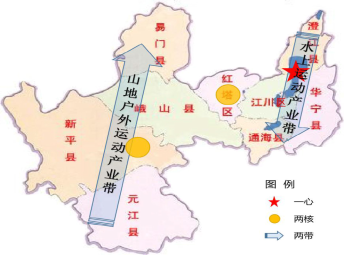 澄江县
易门县
水上运动产业带
山地户外运动产业带
红塔区
江川区
华宁县
峨山县
通海县
新平县
元江县
图 例
一心
两核
两带